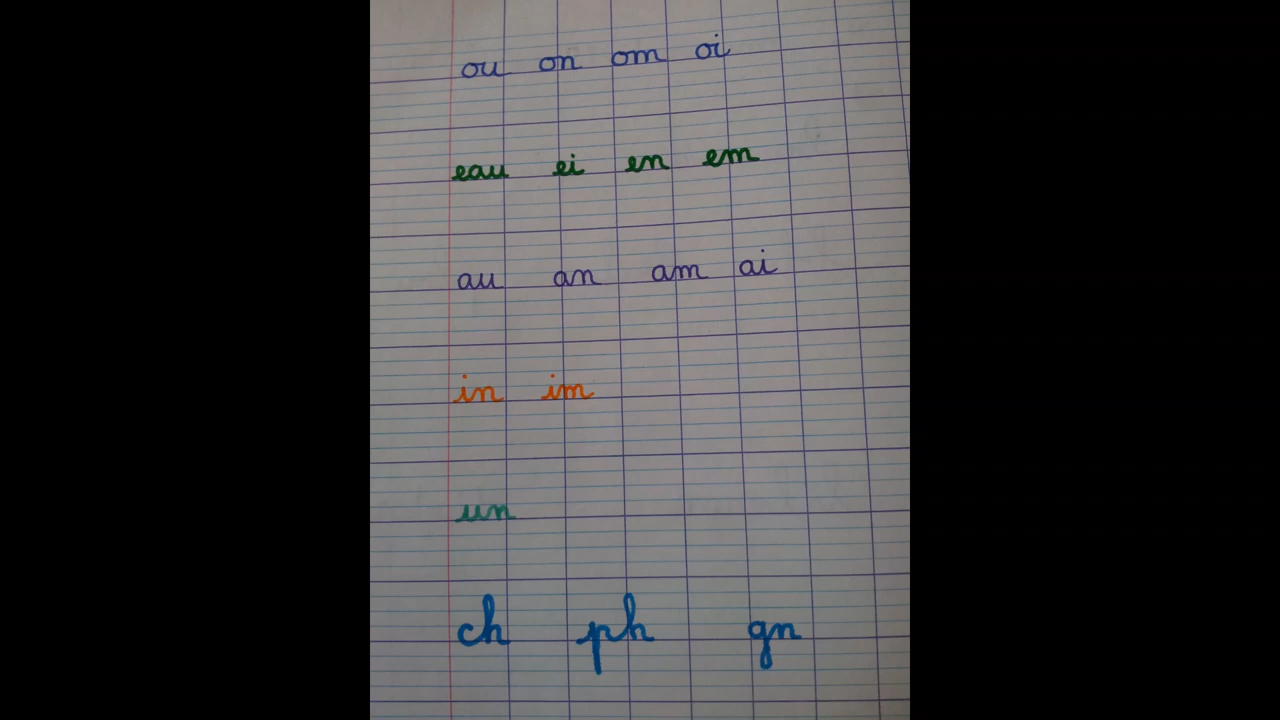 ou on om oi
eau ei en em
au an am ai
in im
un
ch ph gn